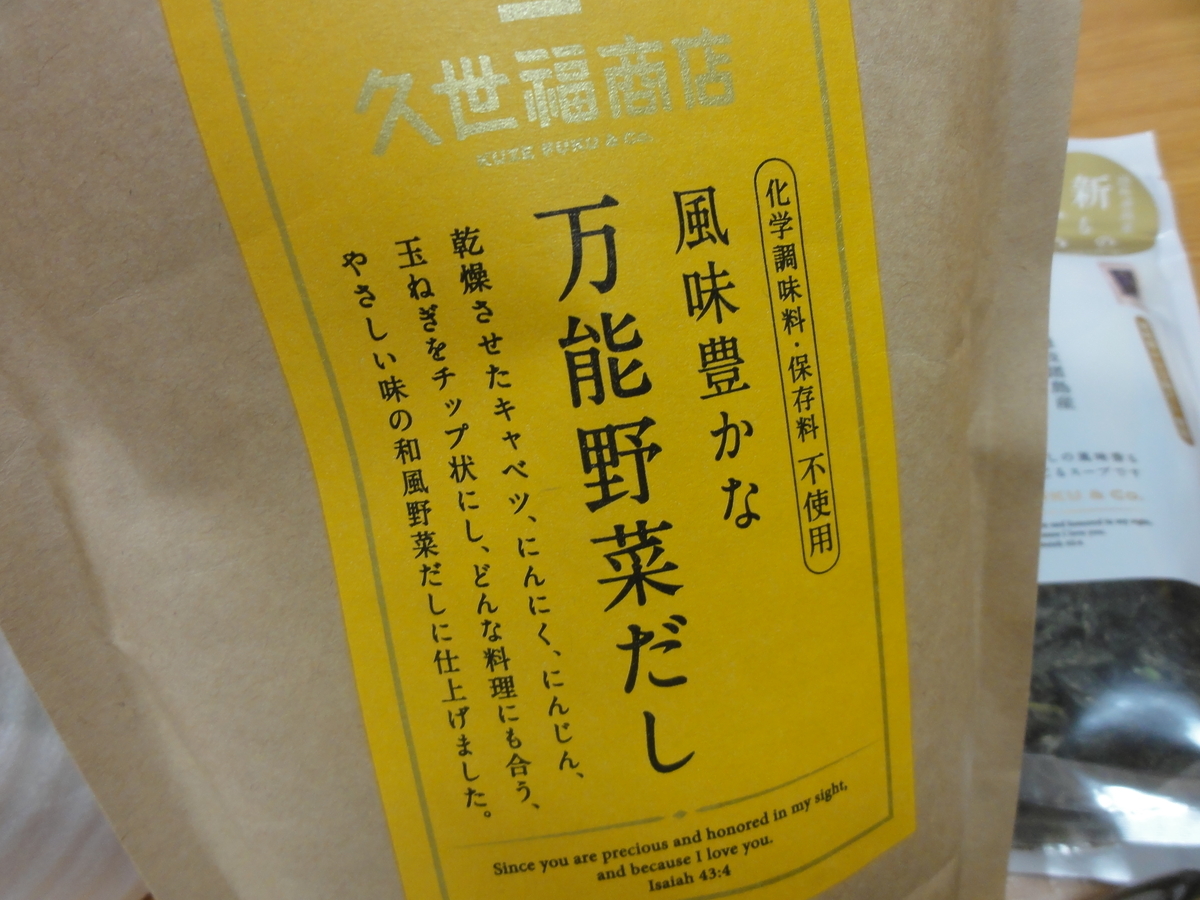 久世福商店
KUZE FUKU & Co.
化学調味料・保存料 不使用
風味豊かな
万能野菜だし
乾燥させたキャベツ、にんにく、にんじん、
玉ねぎをチップ状にし、どんな料理にも合う、
やさしい味の和風野菜だしに仕上げました。
Since you are precious and honored in my sight,
and because I love you.
Isaiah 43:4
新